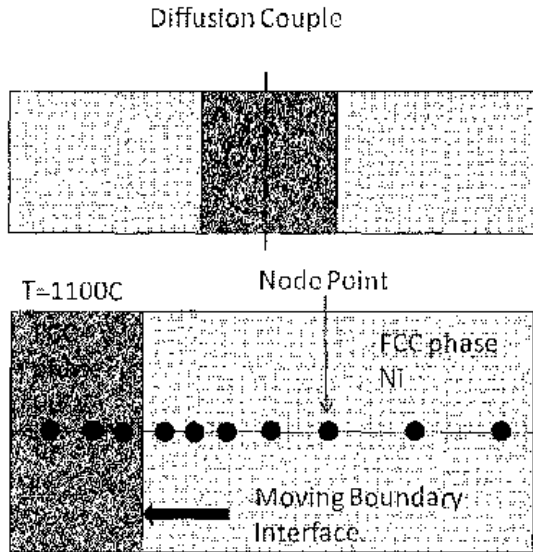 Diffusion Couple
T=1100C
Node Point
FCC phase
Ni
Moving Boundary
Interface